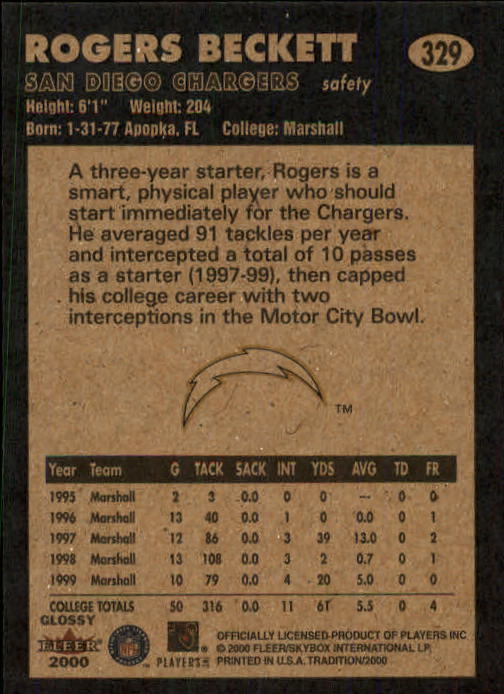 ROGERS BECKETT 329
SAN DIEGO CHARGERS safety
Height: 6'1" Weight: 204
Born: 1-31-77 Apopka, FL College: Marshall
A three-year starter, Rogers is a
smart, physical player who should
start immediately for the Chargers.
He averaged 91 tackles per year
and intercepted a total of 10 passes
as a starter (1997-99), then capped
his college career with two
interceptions in the Motor City Bowl.
TM
Year Team G TACK SACK INT YDS AVG TD FR
1995 Marshall 2 3 0.0 0 0 -- 0 0
1996 Marshall 13 40 0.0 1 0 0.0 0 1
1997 Marshall 12 86 0.0 3 39 13.0 0 2
1998 Marshall 13 108 0.0 3 2 0.7 0 1
1999 Marshall 10 79 0.0 4 20 5.0 0 0
COLLEGE TOTALS 50 316 0.0 11 61 5.5 0 4
GLOSSY
FLEER
2000
PLAYERS
OFFICIALLY LICENSED PRODUCT OF PLAYERS INC
© 2000 FLEER/SKYBOX INTERNATIONAL LP,
PRINTED IN U.S.A. TRADITION/2000